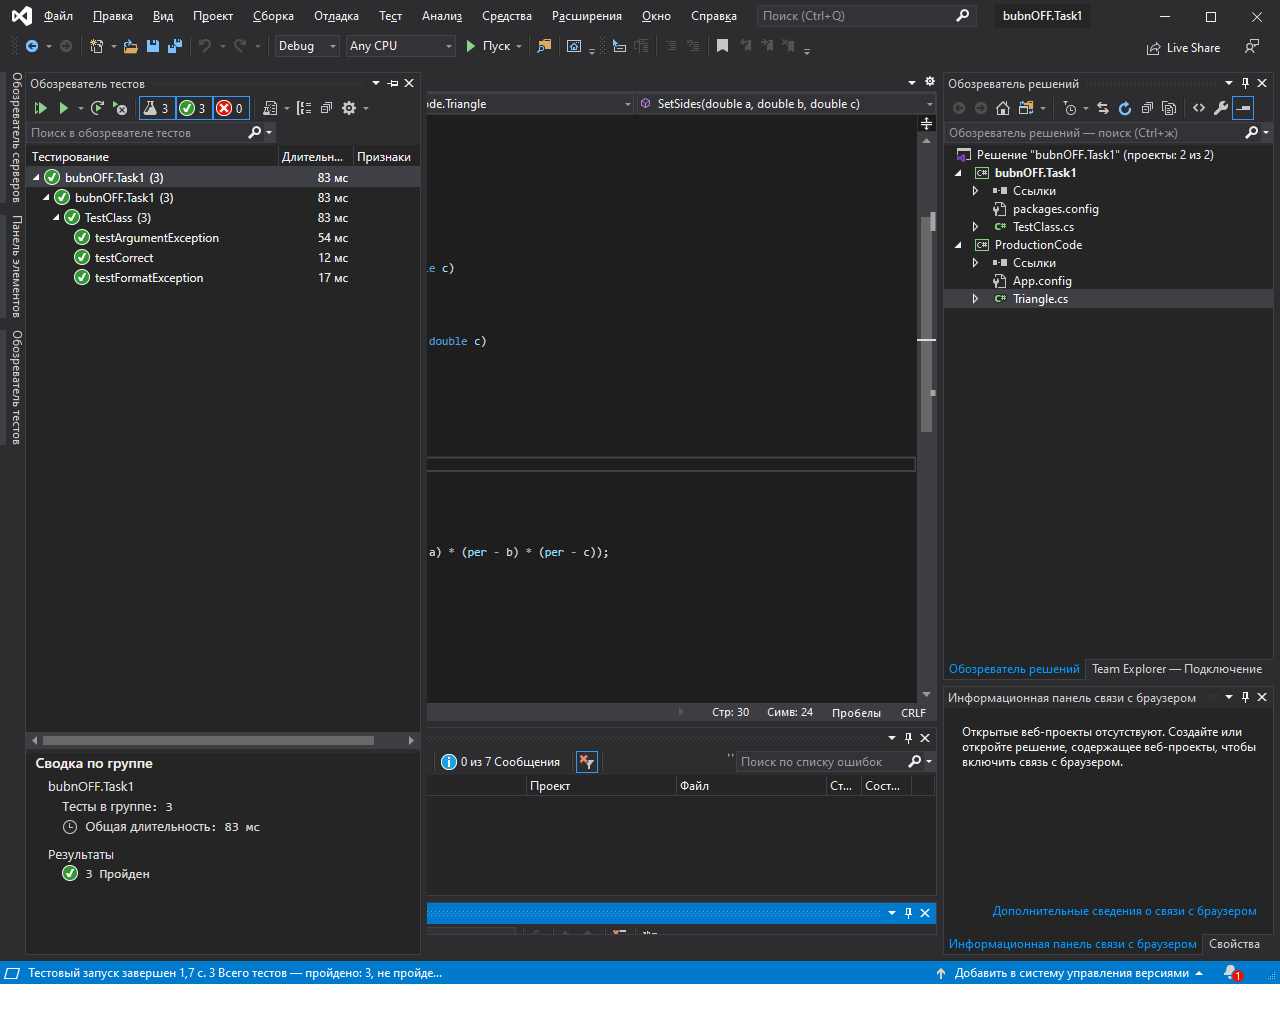 Файл Правка Вид Проект Сборка Отладка Тест Анализ Средства Расширения Окно Справка Поиск (Ctrl+Q) bubnOFF.Task1
Debug Any CPU Пуск Live Share
Обозреватель серверов
Панель элементов
Обозреватель тестов
Обозреватель тестов
3 3 0
Поиск в обозревателе тестов
Тестирование Длительн... Признаки
bubnOFF.Task1 (3) 83 мс
bubnOFF.Task1 (3) 83 мс
TestClass (3) 83 мс
testArgumentException 54 мс
testCorrect 12 мс
testFormatException 17 мс
Сводка по группе
bubnOFF.Task1
Тесты в группе: 3
Общая длительность: 83 мс
Результаты
3 Пройден
ode.Triangle SetSides(double a, double b, double c)
le c)
double c)
a) * (per - b) * (per - c));
Стр: 30 Симв: 24 Пробелы CRLF
0 из 7 Сообщения Поиск по списку ошибок
Проект Файл Ст... Сост...
Обозреватель решений
Обозреватель решений — поиск (Ctrl+ж)
Решение "bubnOFF.Task1" (проекты: 2 из 2)
bubnOFF.Task1
Ссылки
packages.config
TestClass.cs
ProductionCode
Ссылки
App.config
Triangle.cs
Обозреватель решений Team Explorer — Подключение
Информационная панель связи с браузером
Открытые веб-проекты отсутствуют. Создайте или
откройте решение, содержащее веб-проекты, чтобы
включить связь с браузером.
Дополнительные сведения о связи с браузером
Информационная панель связи с браузером Свойства
Тестовый запуск завершен 1,7 с. 3 Всего тестов — пройдено: 3, не пройде... Добавить в систему управления версиями 1